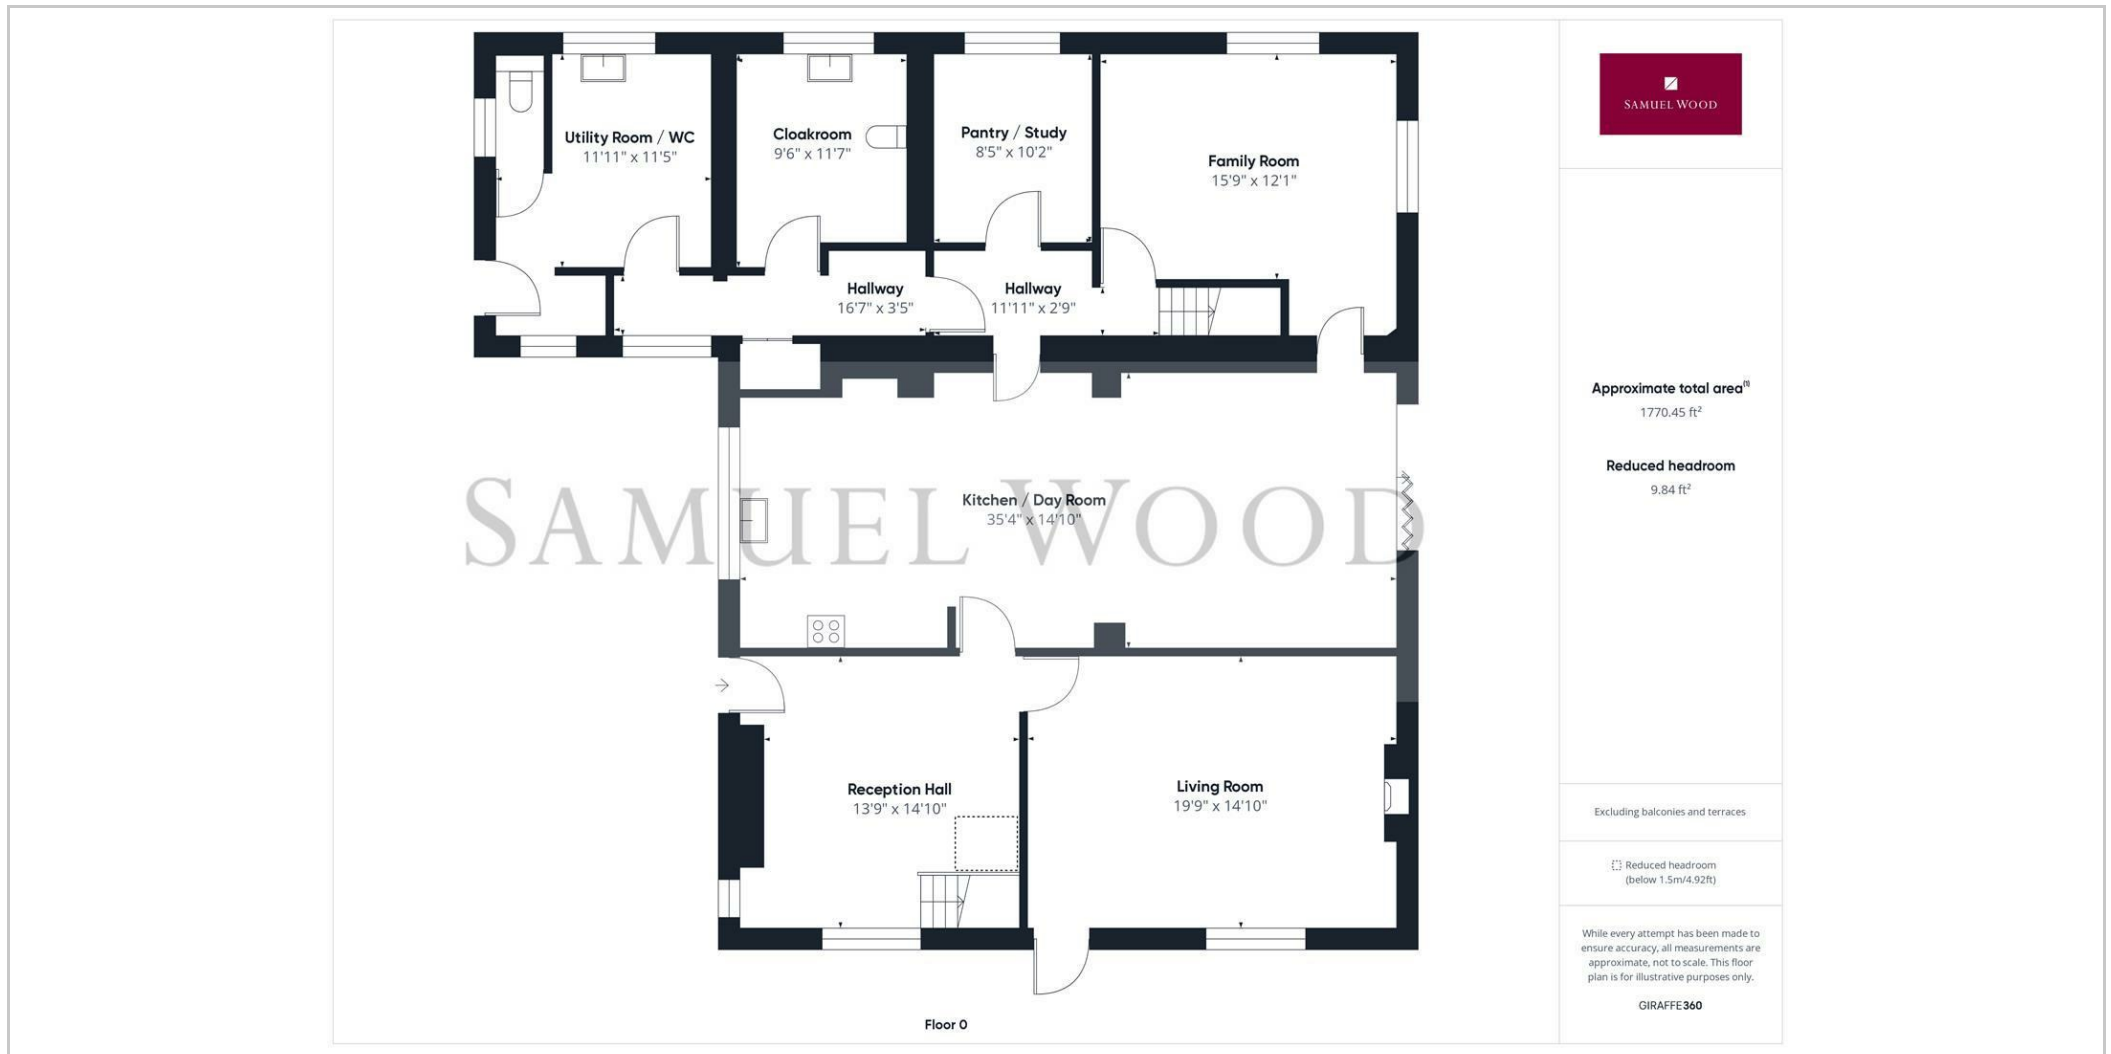 Utility Room / WC
11'11" x 11'5"
Cloakroom
9'6" x 11'7"
Pantry / Study
8'5" x 10'2"
Family Room
15'9" x 12'1"
Hallway
16'7" x 3'5"
Hallway
11'11" x 2'9"
SAMUEL WOOD
Kitchen / Day Room
35'4" x 14'10"
Reception Hall
13'9" x 14'10"
Living Room
19'9" x 14'10"
Floor 0
SAMUEL WOOD
Approximate total area(1)
1770.45 ft²
Reduced headroom
9.84 ft²
Excluding balconies and terraces
Reduced headroom
(below 1.5m/4.92ft)
While every attempt has been made to
ensure accuracy, all measurements are
approximate, not to scale. This floor
plan is for illustrative purposes only.
GIRAFFE360